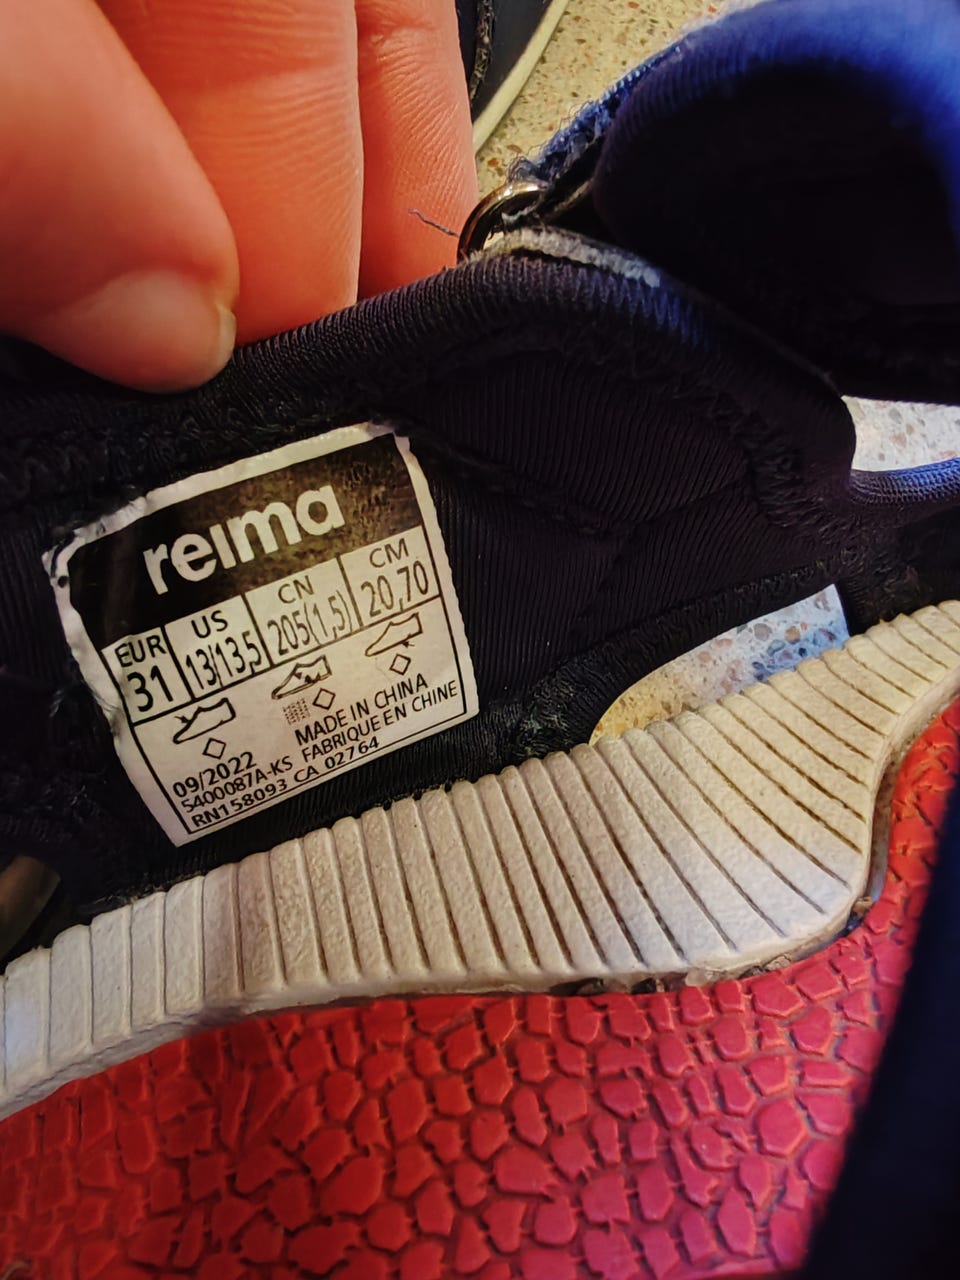 reima
EUR US CN CM
31 13/13,5 205(1,5) 20,70
09/2022 MADE IN CHINA
5400087A-KS FABRIQUE EN CHINE
RN158093 CA 02764